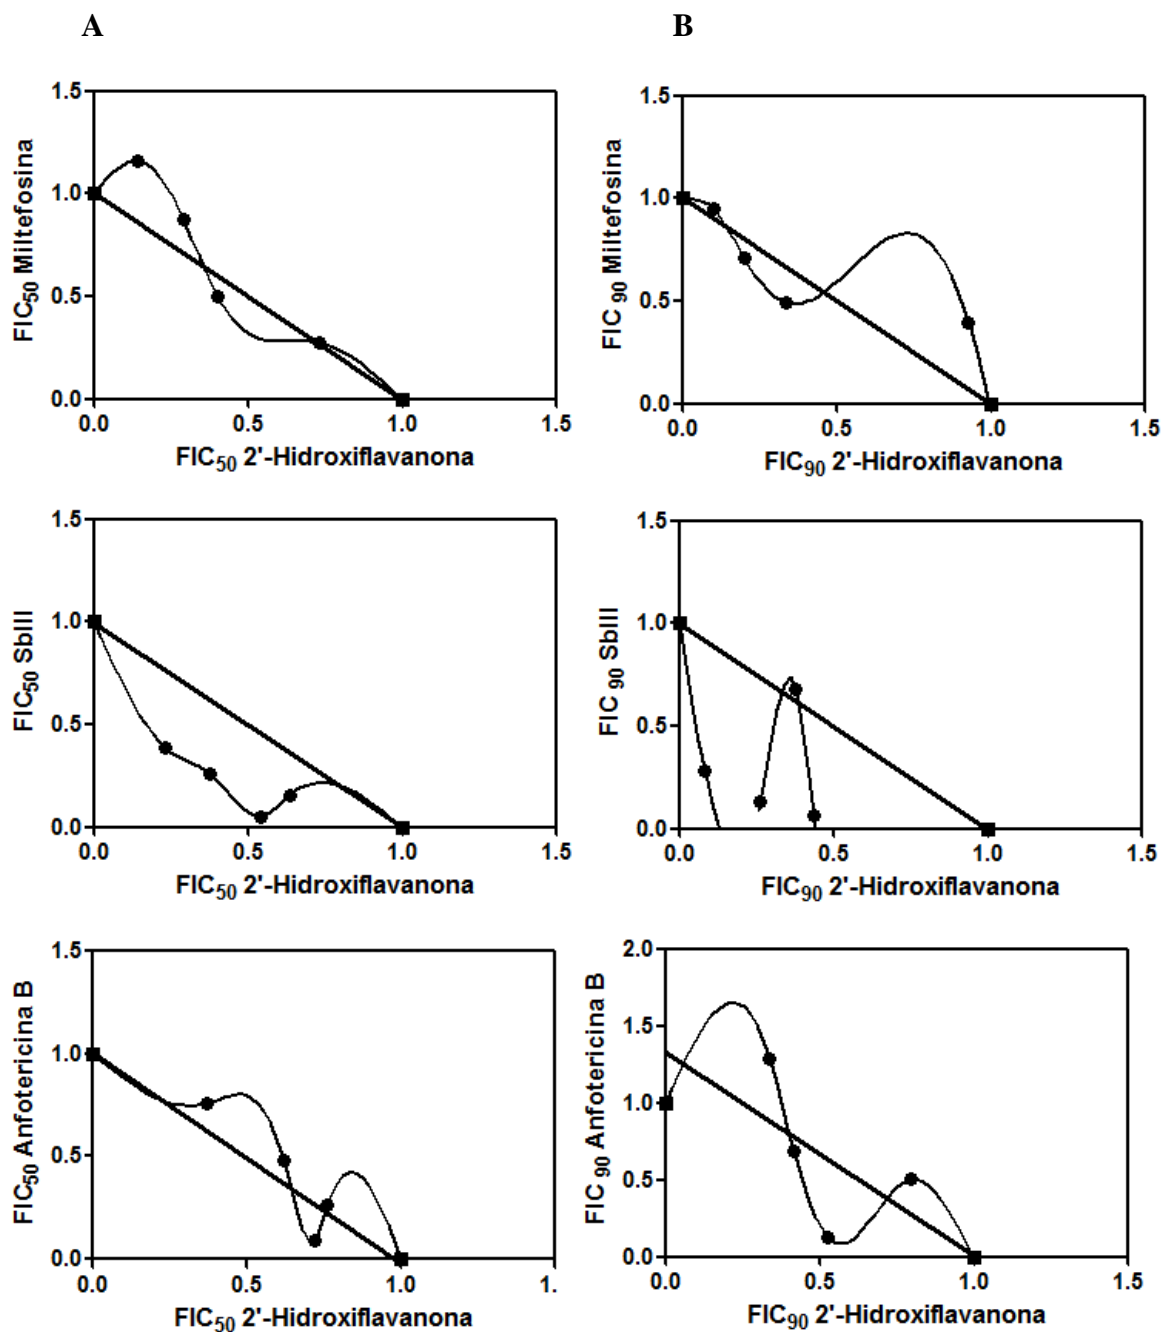 A
B
1.5
1.0
0.5
0.0
FIC50 Miltefosina
0.0 0.5 1.0 1.5
FIC50 2'-Hidroxiflavanona
1.5
1.0
0.5
0.0
FIC 90 Miltefosina
0.0 0.5 1.0 1.5
FIC90 2'-Hidroxiflavanona
1.5
1.0
0.5
0.0
FIC50 SbIII
0.0 0.5 1.0 1.5
FIC50 2'-Hidroxiflavanona
1.5
1.0
0.5
0.0
FIC 90 SbIII
0.0 0.5 1.0 1.5
FIC90 2'-Hidroxiflavanona
1.5
1.0
0.5
0.0
FIC50 Anfotericina B
0.0 0.5 1.0 1.
FIC50 2'-Hidroxiflavanona
2.0
1.5
1.0
0.5
0.0
FIC 90 Anfotericina B
0.0 0.5 1.0 1.5
FIC90 2'-Hidroxiflavanona